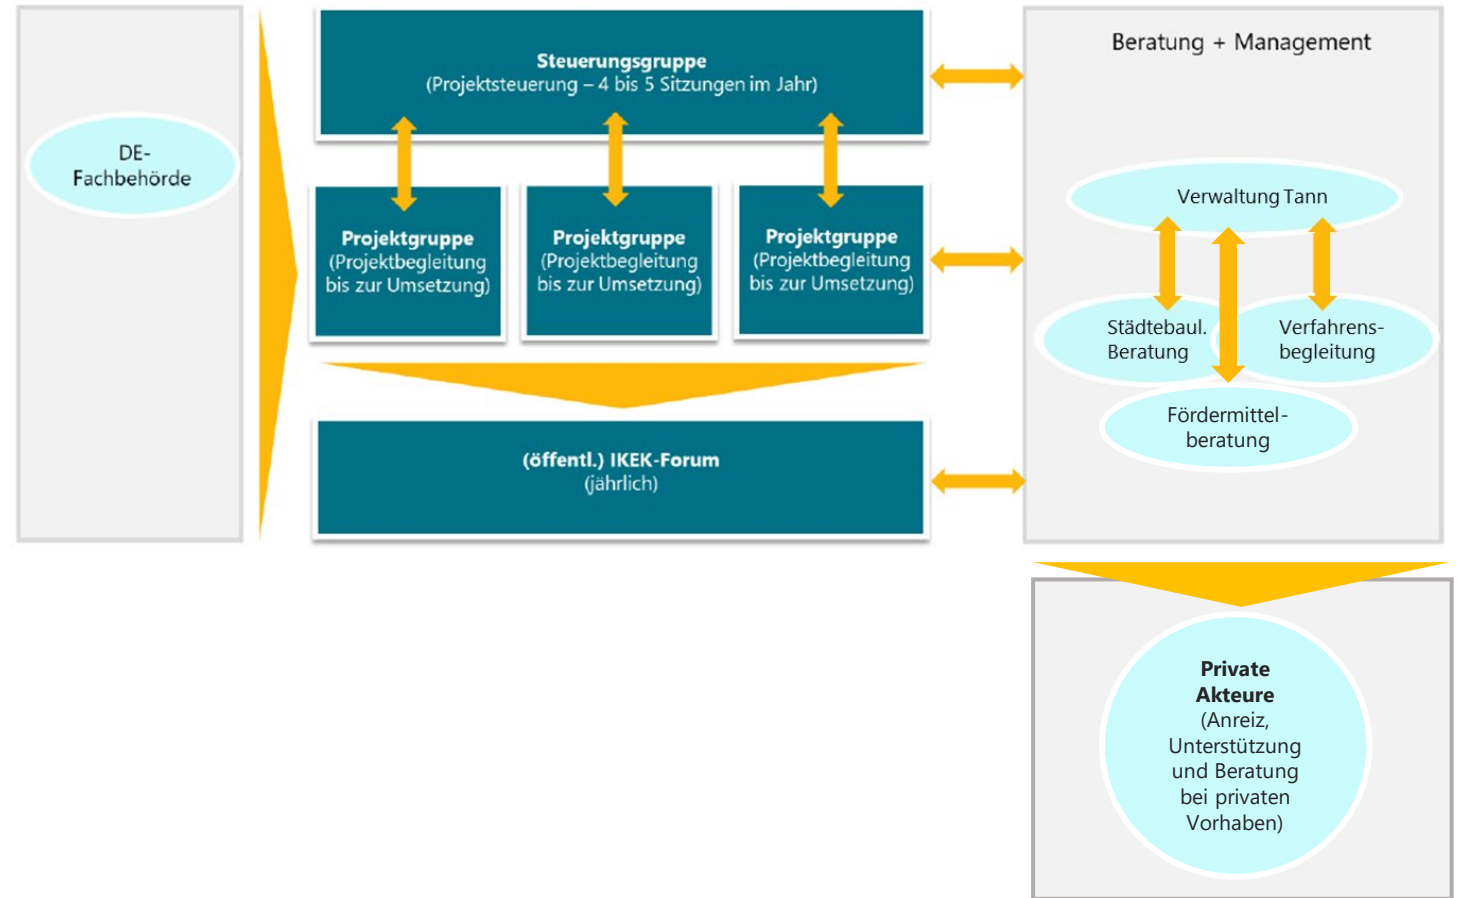 DE-
Fachbehörde
Steuerungsgruppe
(Projektsteuerung – 4 bis 5 Sitzungen im Jahr)
Projektgruppe
(Projektbegleitung
bis zur Umsetzung)
Projektgruppe
(Projektbegleitung
bis zur Umsetzung)
Projektgruppe
(Projektbegleitung
bis zur Umsetzung)
(öffentl.) IKEK-Forum
(jährlich)
Beratung + Management
Verwaltung Tann
Städtebaul.
Beratung
Verfahrens-
begleitung
Fördermittel-
beratung
Private
Akteure
(Anreiz,
Unterstützung
und Beratung
bei privaten
Vorhaben)